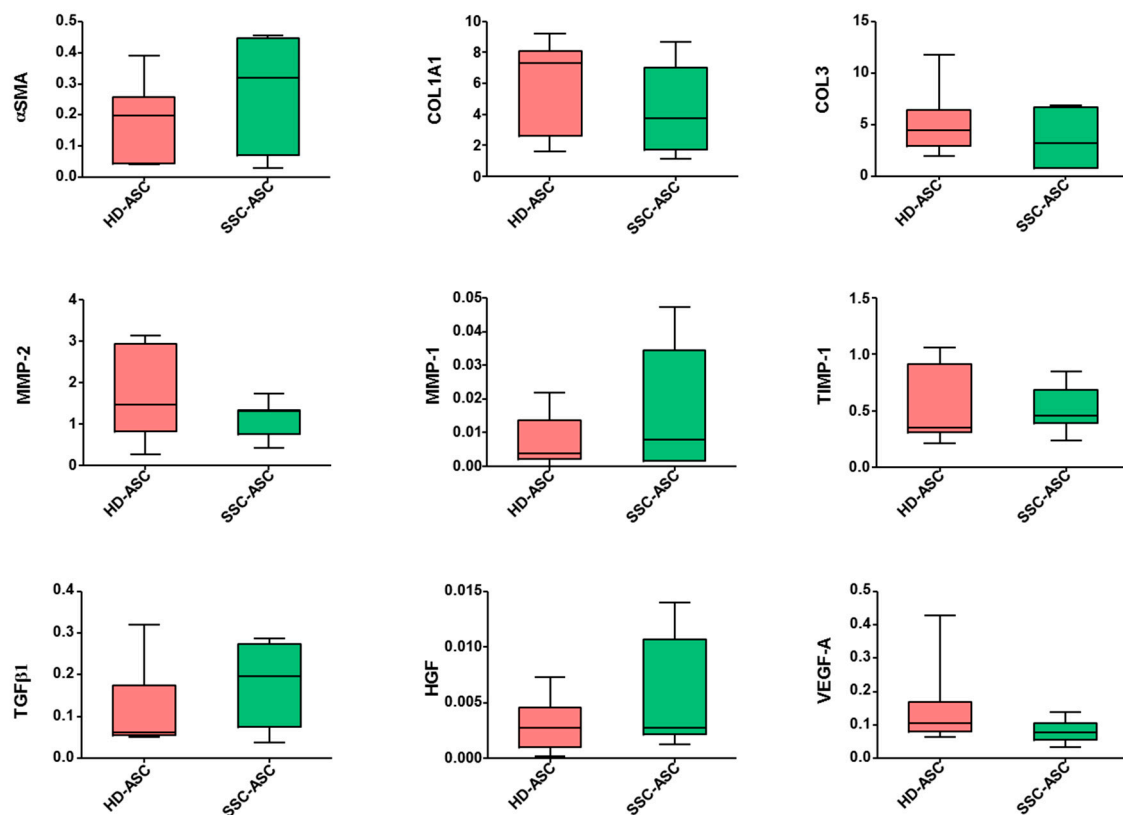 αSMA
0.5
0.4
0.3
0.2
0.1
0.0
HD-ASC
SSC-ASC
COL1A1
10
8
6
4
2
0
HD-ASC
SSC-ASC
COL3
15
10
5
0
HD-ASC
SSC-ASC
MMP-2
4
3
2
1
0
HD-ASC
SSC-ASC
MMP-1
0.05
0.04
0.03
0.02
0.01
0.00
HD-ASC
SSC-ASC
TIMP-1
1.5
1.0
0.5
0.0
HD-ASC
SSC-ASC
TGFβ1
0.4
0.3
0.2
0.1
0.0
HD-ASC
SSC-ASC
HGF
0.015
0.010
0.005
0.000
HD-ASC
SSC-ASC
VEGF-A
0.5
0.4
0.3
0.2
0.1
0.0
HD-ASC
SSC-ASC